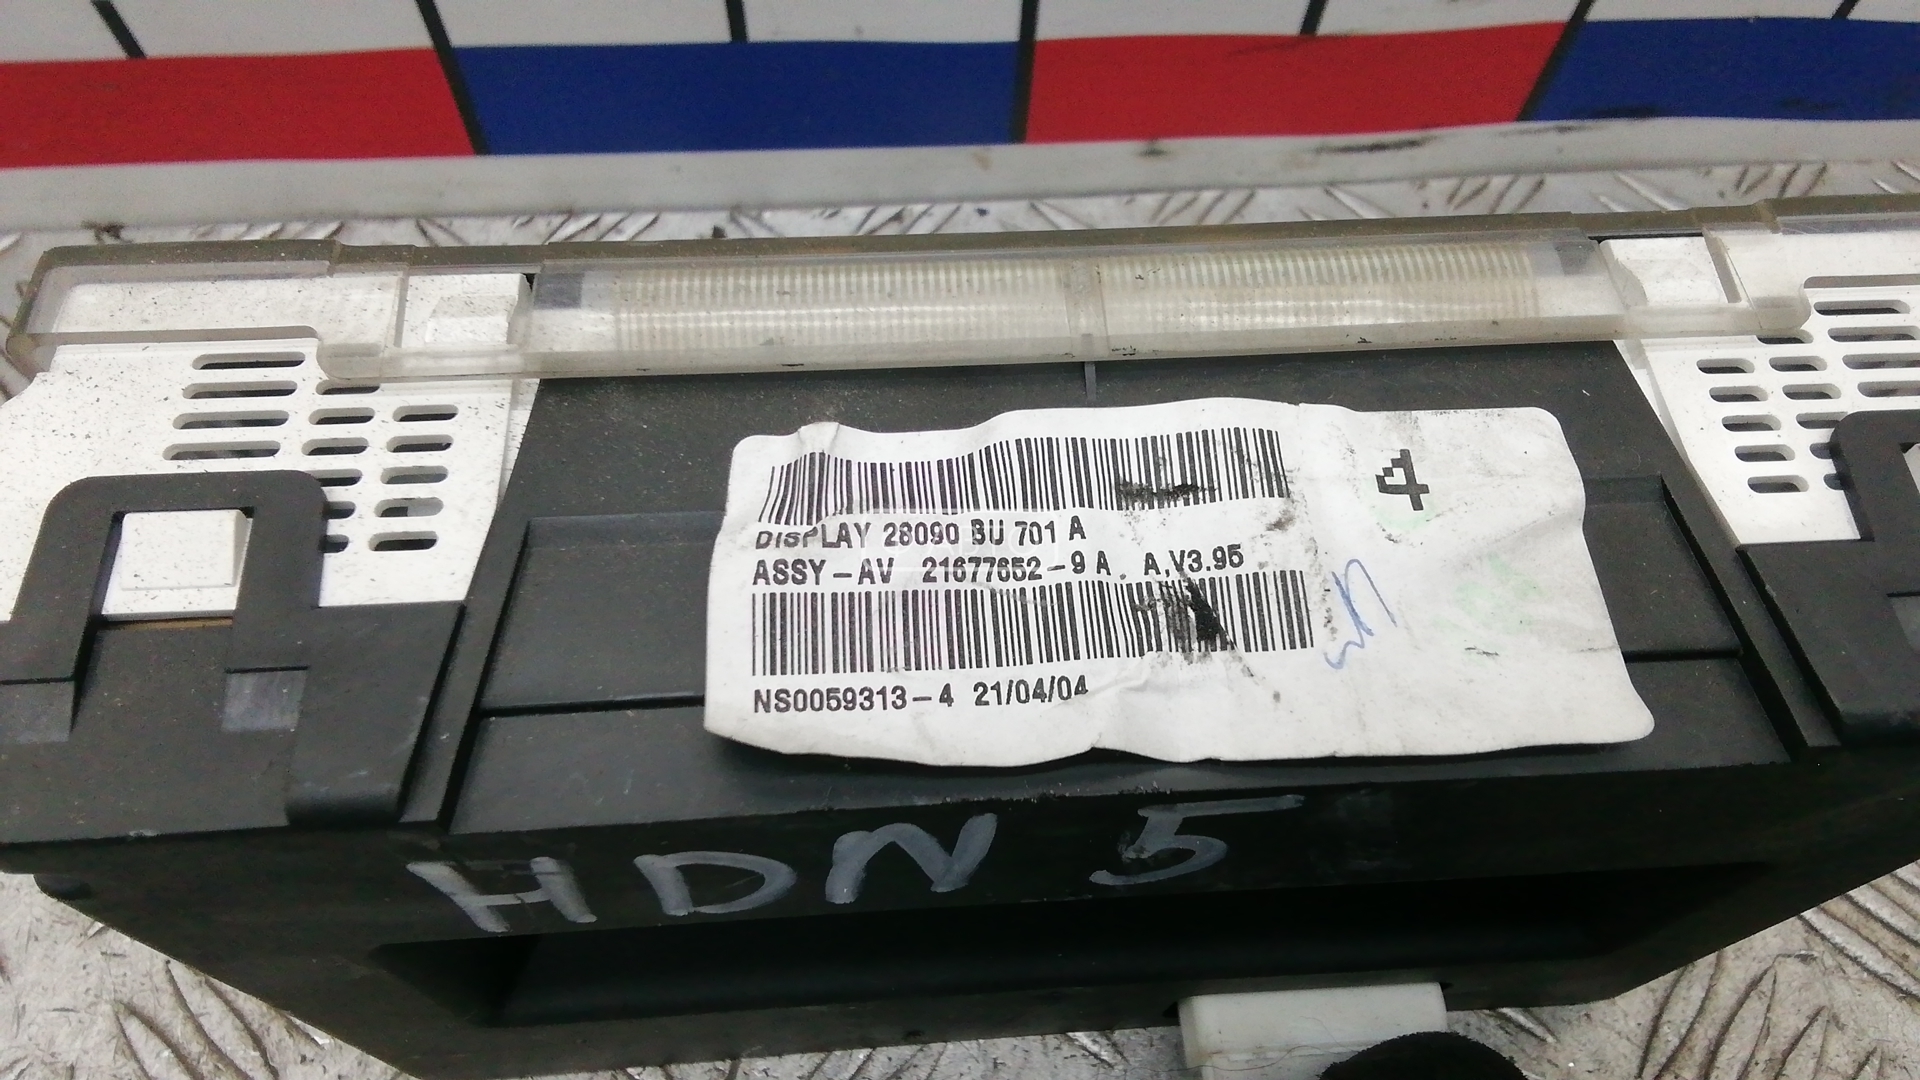 4
DISPLAY 28090 BU 701 A
ASSY-AV 21677652-9 A. A,V3.95
NS0059313-4 21/04/04
HDN 5